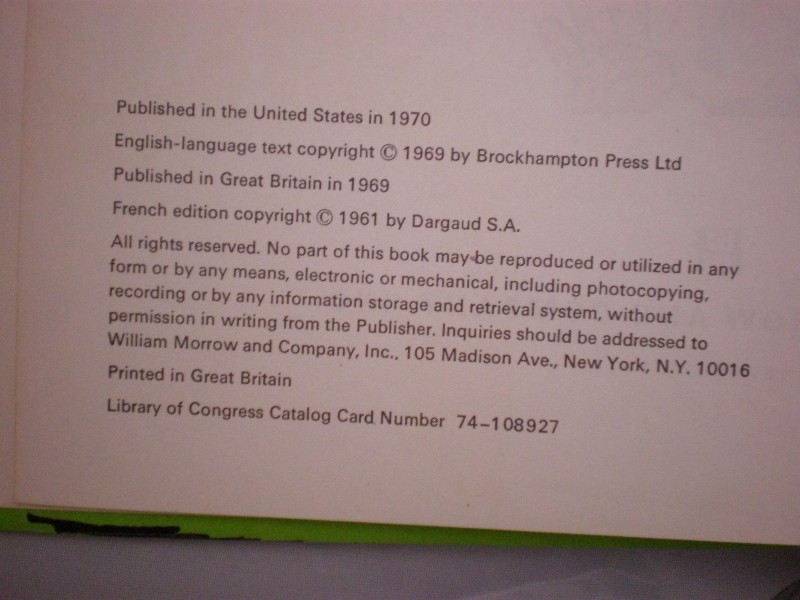 Published in the United States in 1970
English-language text copyright © 1969 by Brockhampton Press Ltd
Published in Great Britain in 1969
French edition copyright © 1961 by Dargaud S.A.
All rights reserved. No part of this book may be reproduced or utilized in any
form or by any means, electronic or mechanical, including photocopying,
recording or by any information storage and retrieval system, without
permission in writing from the Publisher. Inquiries should be addressed to
William Morrow and Company, Inc., 105 Madison Ave., New York, N.Y. 10016
Printed in Great Britain
Library of Congress Catalog Card Number 74-108927